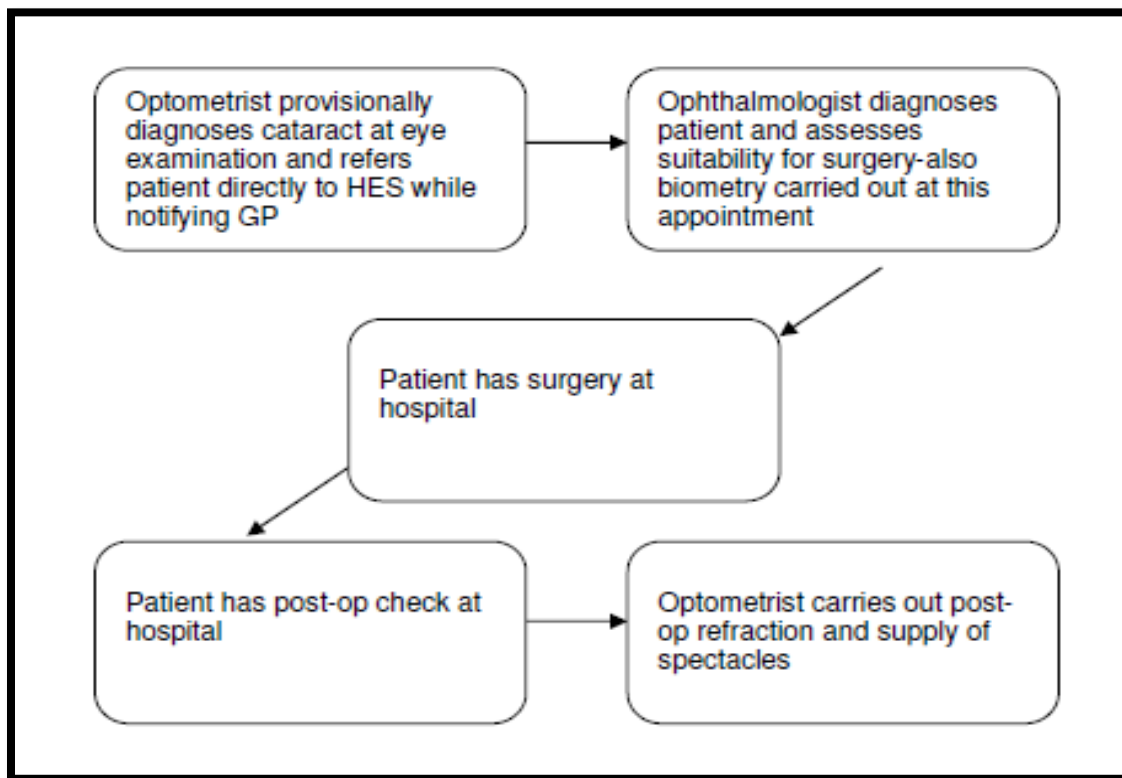 Optometrist provisionally
diagnoses cataract at eye
examination and refers
patient directly to HES while
notifying GP
Ophthalmologist diagnoses
patient and assesses
suitability for surgery-also
biometry carried out at this
appointment
Patient has surgery at
hospital
Patient has post-op check at
hospital
Optometrist carries out post-
op refraction and supply of
spectacles